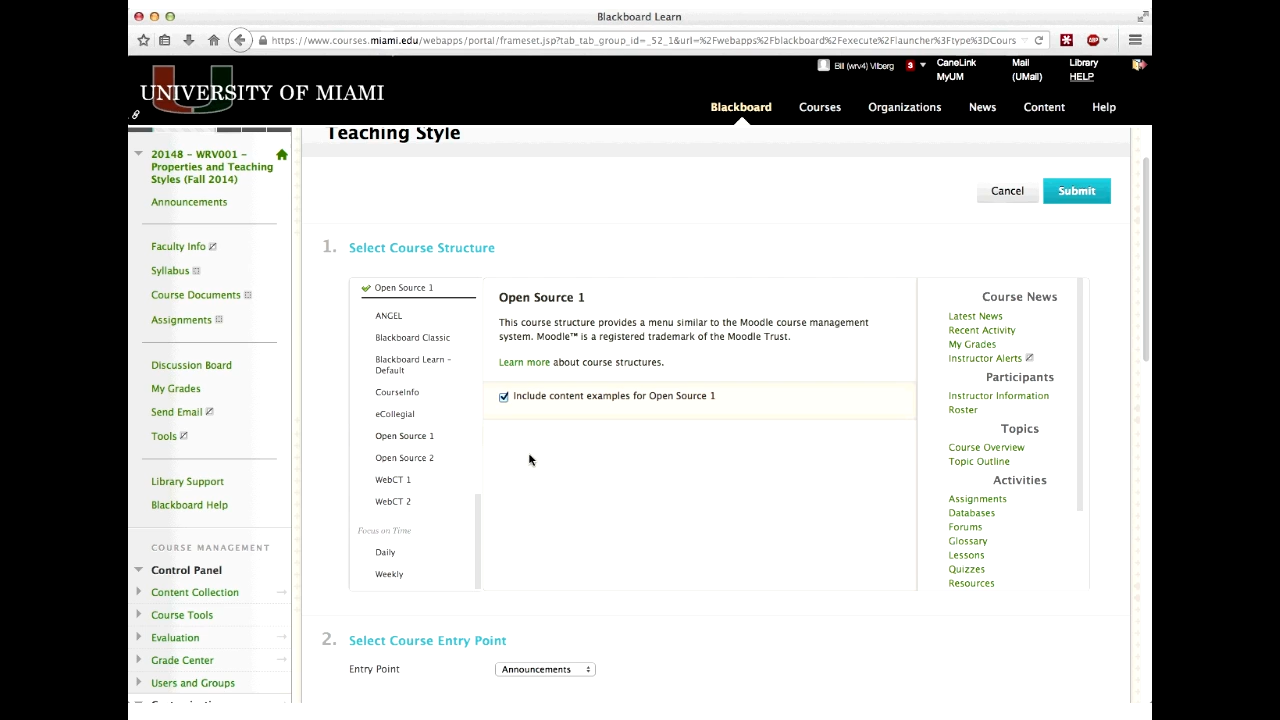 Blackboard Learn
https://www.courses.miami.edu/webapps/portal/frameset.jsp?tab_tab_group_id=_52_1&url=%2Fwebapps%2Fblackboard%2Fexecute%2Flauncher%3Ftype%3DCours
UNIVERSITY OF MIAMI
Bill (wrv4) Vilberg 3
CaneLink
MyUM
Mail
(UMail)
Library
HELP
Blackboard Courses Organizations News Content Help
20148 - WRV001 -
Properties and Teaching
Styles (Fall 2014)
Announcements
Faculty Info
Syllabus
Course Documents
Assignments
Discussion Board
My Grades
Send Email
Tools
Library Support
Blackboard Help
COURSE MANAGEMENT
Control Panel
Content Collection
Course Tools
Evaluation
Grade Center
Users and Groups
Teaching Style
Cancel Submit
1. Select Course Structure
Open Source 1
ANGEL
Blackboard Classic
Blackboard Learn -
Default
CourseInfo
eCollegial
Open Source 1
Open Source 2
WebCT 1
WebCT 2
Focus on Time
Daily
Weekly
Open Source 1
This course structure provides a menu similar to the Moodle course management
system. Moodle™ is a registered trademark of the Moodle Trust.
Learn more about course structures.
Include content examples for Open Source 1
Course News
Latest News
Recent Activity
My Grades
Instructor Alerts
Participants
Instructor Information
Roster
Topics
Course Overview
Topic Outline
Activities
Assignments
Databases
Forums
Glossary
Lessons
Quizzes
Resources
2. Select Course Entry Point
Entry Point Announcements